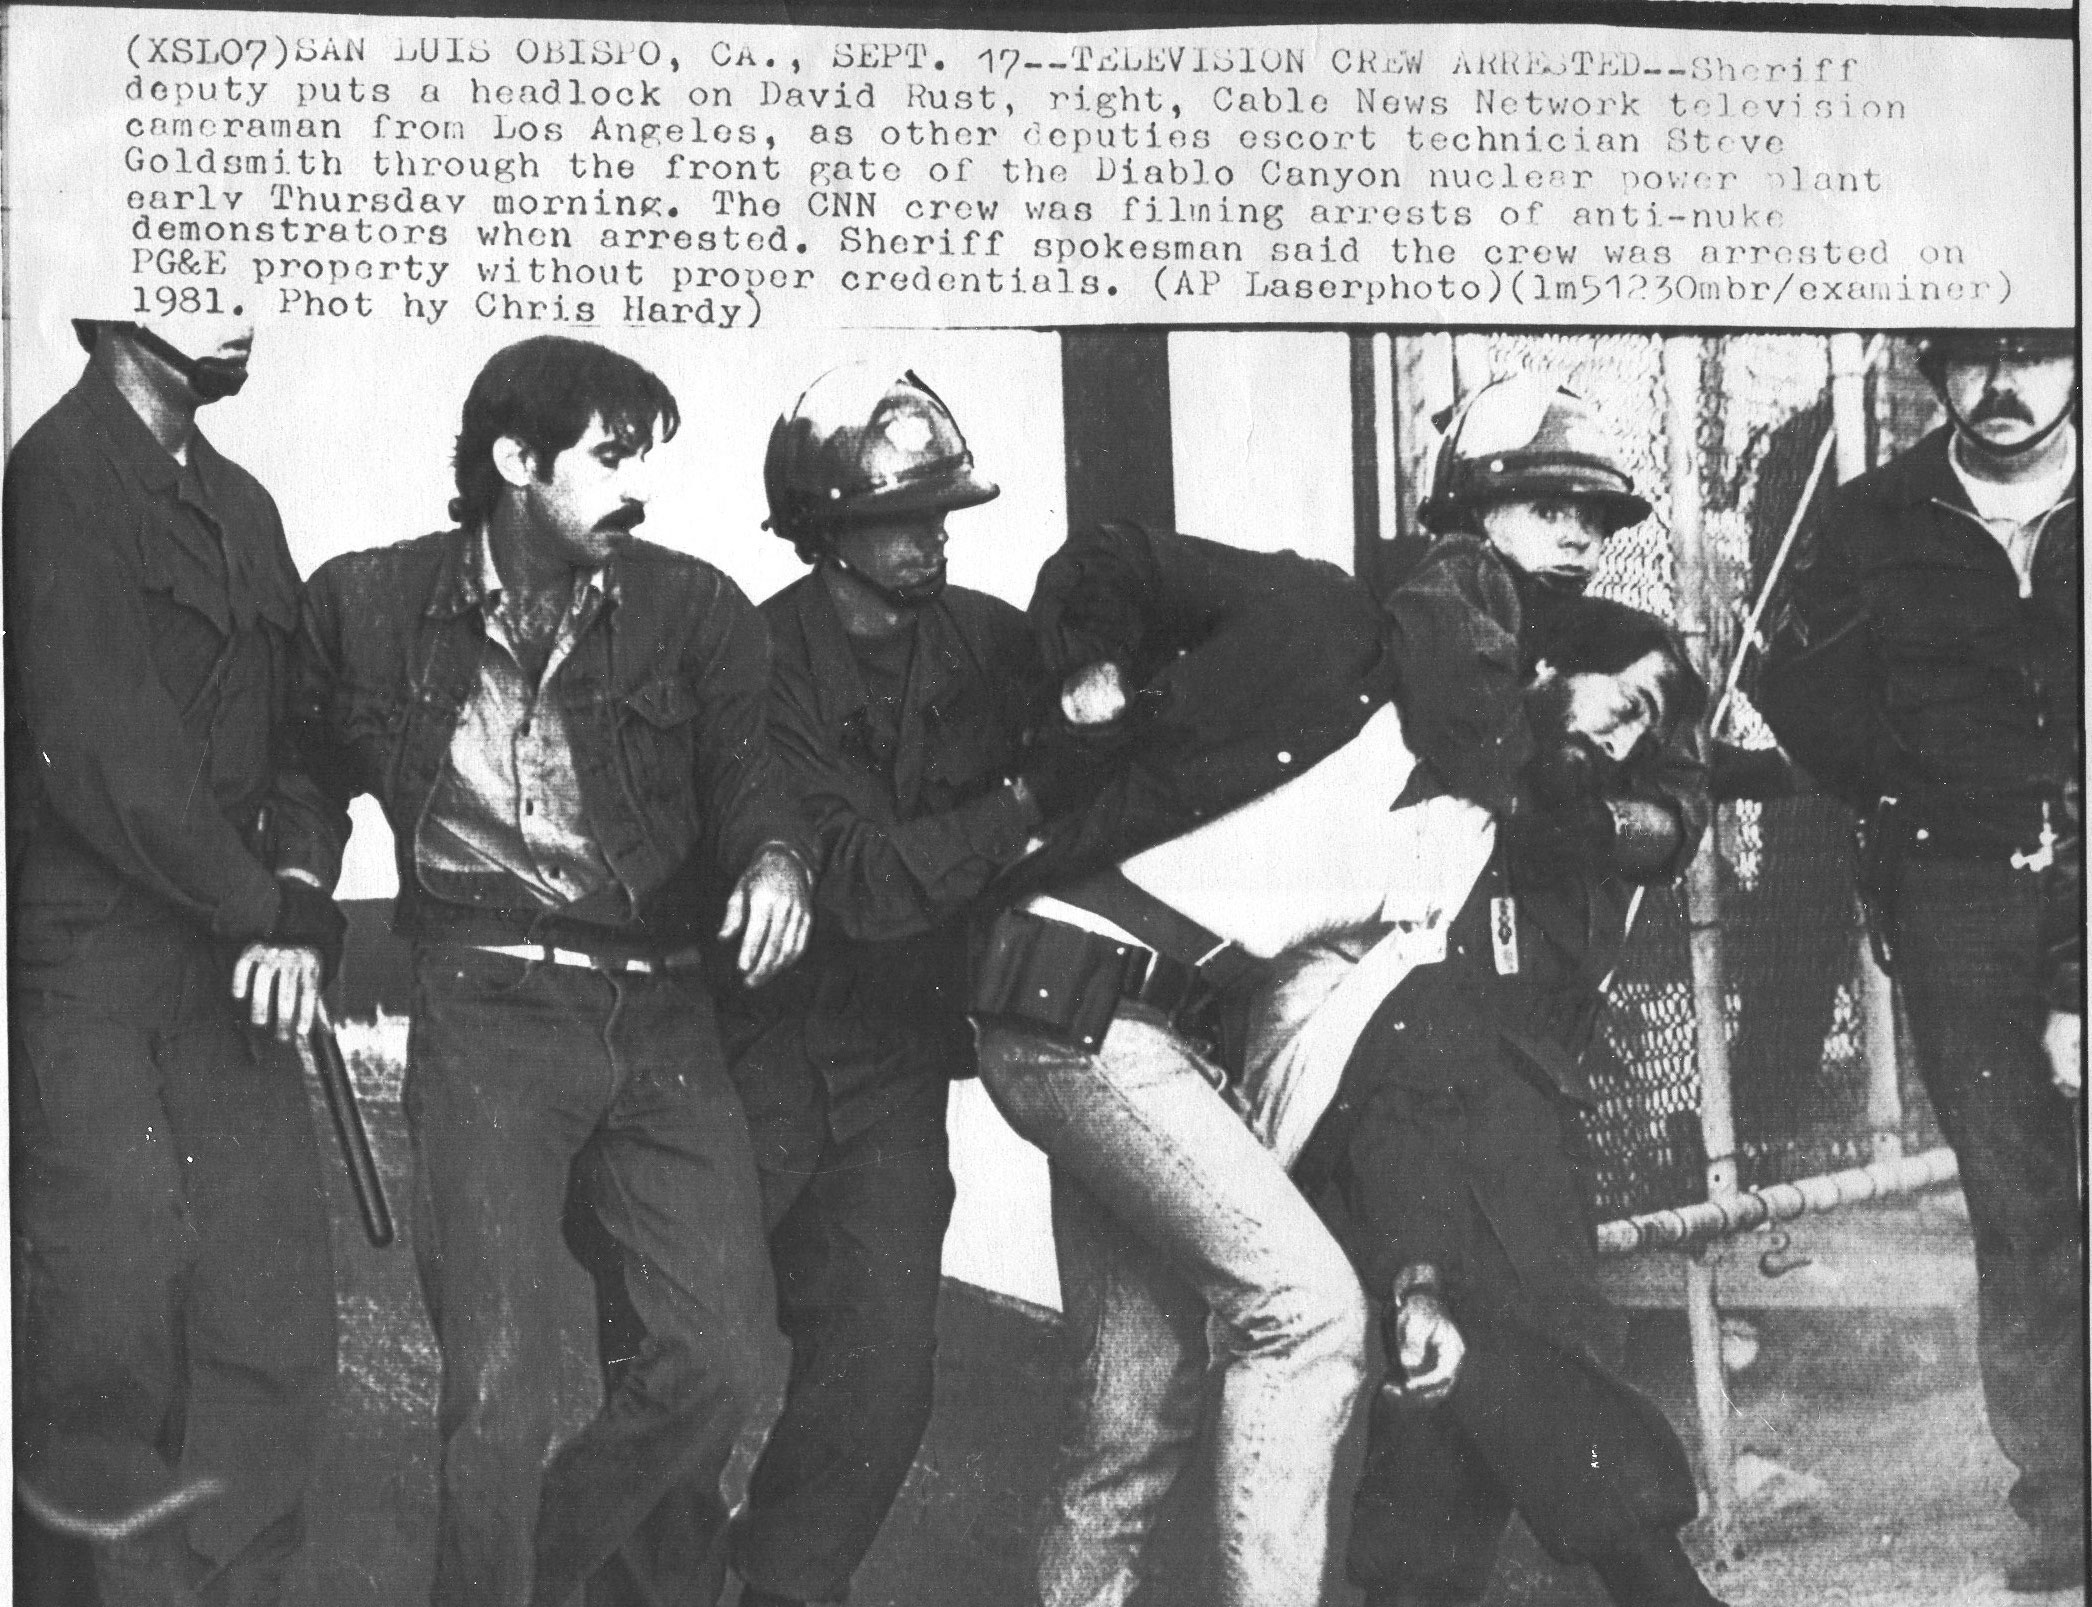 (XSLO7)SAN LUIS OBISPO, CA., SEPT. 17--TELEVISION CREW ARRESTED--Sheriff
deputy puts a headlock on David Rust, right, Cable News Network television
cameraman from Los Angeles, as other deputies escort technician Steve
Goldsmith through the front gate of the Diablo Canyon nuclear power plant
early Thursday morning. The CNN crew was filming arrests of anti-nuke
demonstrators when arrested. Sheriff spokesman said the crew was arrested on
PG&E property without proper credentials. (AP Laserphoto)(lm51230mbr/examiner)
1981. Phot hy Chris Hardy)